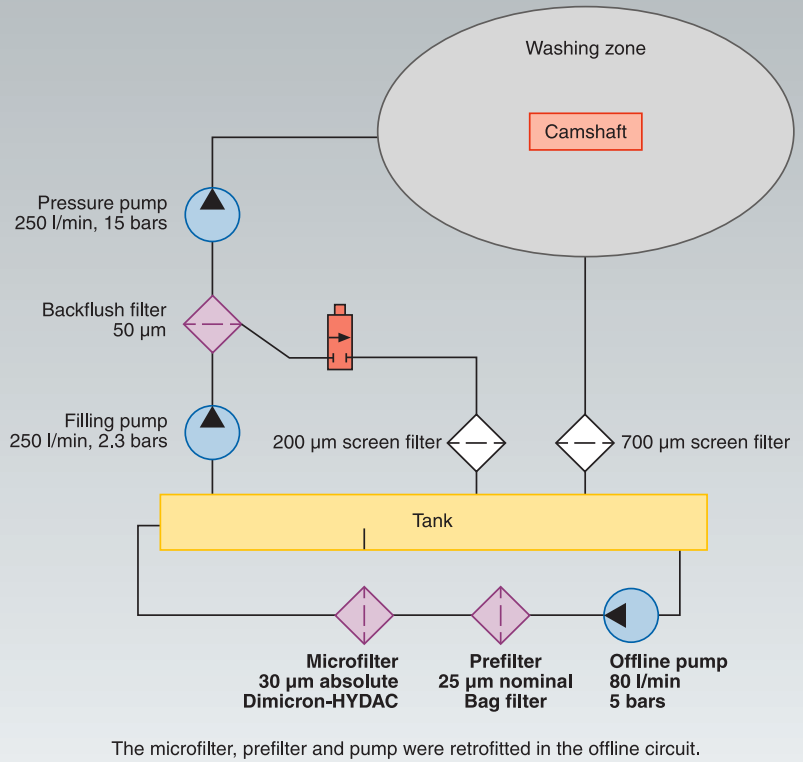 Washing zone
Camshaft
Pressure pump
250 l/min, 15 bars
Backflush filter
50 µm
Filling pump
250 l/min, 2.3 bars
200 µm screen filter
700 µm screen filter
Tank
Microfilter
30 µm absolute
Dimicron-HYDAC
Prefilter
25 µm nominal
Bag filter
Offline pump
80 l/min
5 bars
The microfilter, prefilter and pump were retrofitted in the offline circuit.